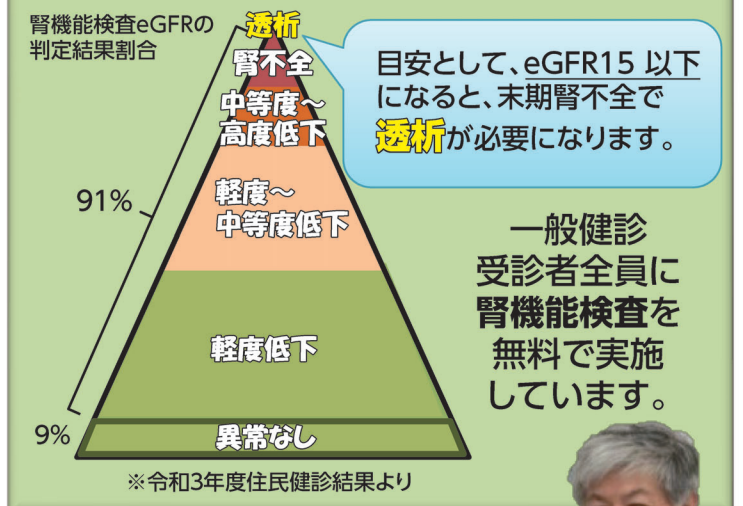 腎機能検査eGFRの
判定結果割合
透析
腎不全
中等度～
高度低下
軽度～
中等度低下
軽度低下
異常なし
91%
9%
※令和3年度住民健診結果より
目安として、eGFR15 以下
になると、末期腎不全で
透析が必要になります。
一般健診
受診者全員に
腎機能検査を
無料で実施
しています。